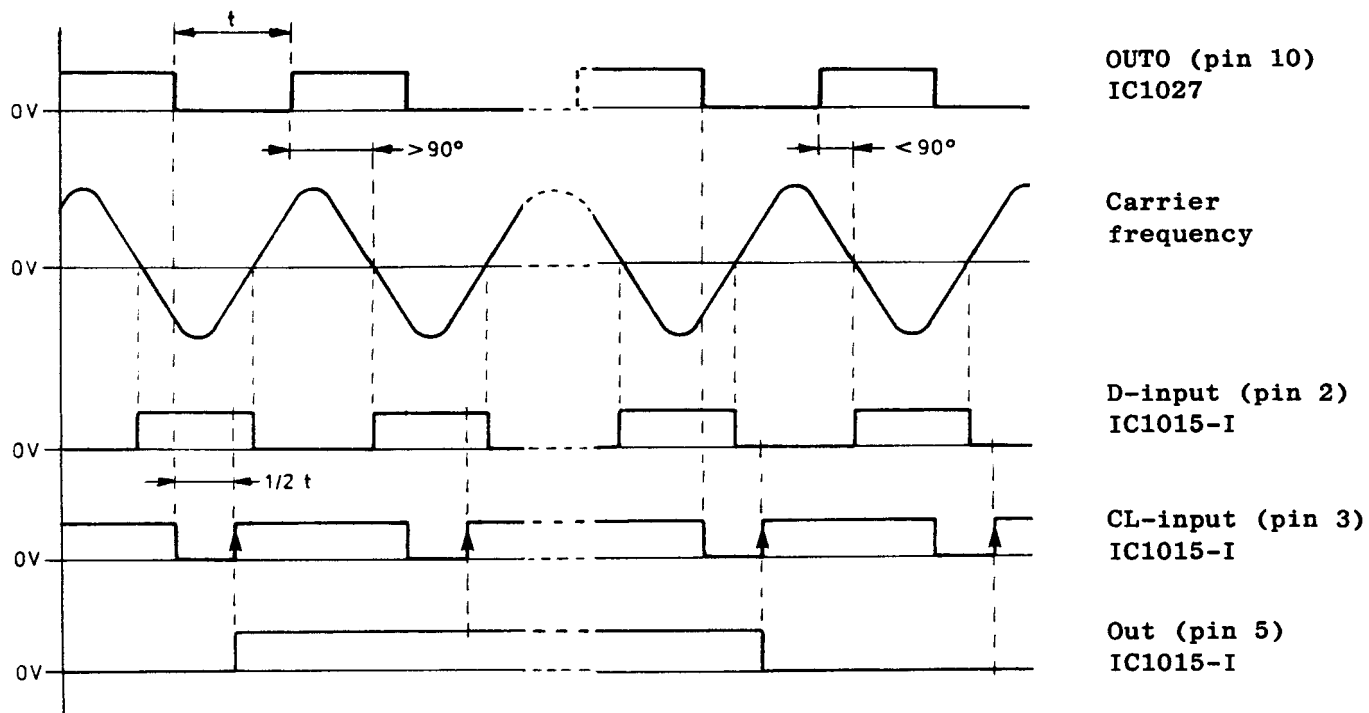 t
OUTO (pin 10)
IC1027
0V
>90°
<90°
Carrier
frequency
0V
D-input (pin 2)
IC1015-I
0V
1/2 t
CL-input (pin 3)
IC1015-I
0V
Out (pin 5)
IC1015-I
0V